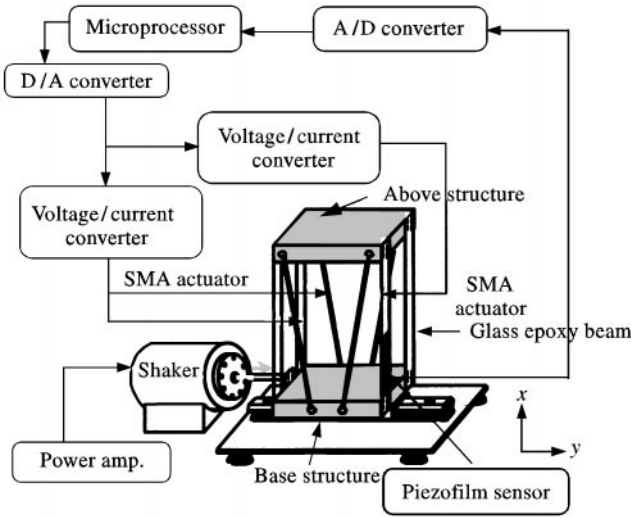 Microprocessor
A/D converter
D/A converter
Voltage/current
converter
Above structure
Voltage/current
converter
SMA actuator
SMA
actuator
Glass epoxy beam
Shaker
x
y
Power amp.
Base structure
Piezofilm sensor